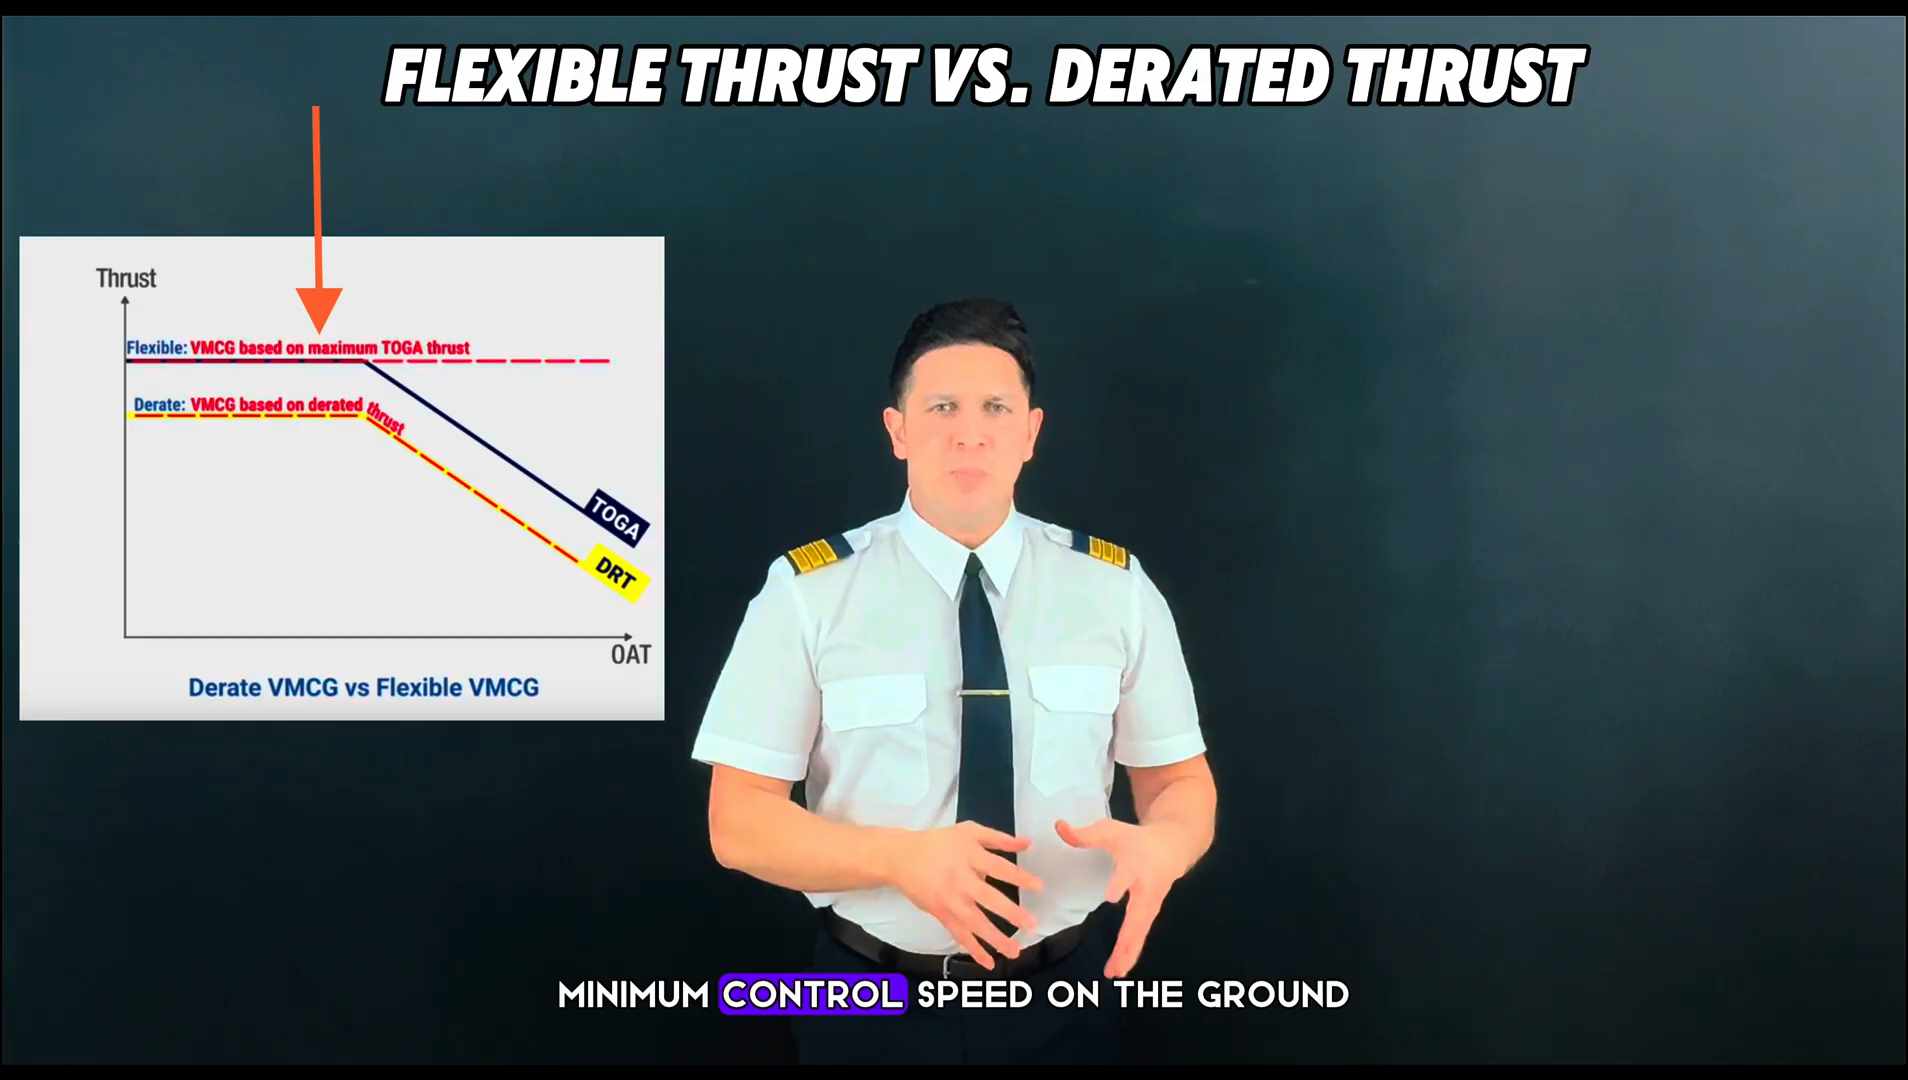 FLEXIBLE THRUST VS. DERATED THRUST
Thrust
Flexible: VMCG based on maximum TOGA thrust
Derate: VMCG based on derated thrust
TOGA
DRT
OAT
Derate VMCG vs Flexible VMCG
MINIMUM CONTROL SPEED ON THE GROUND